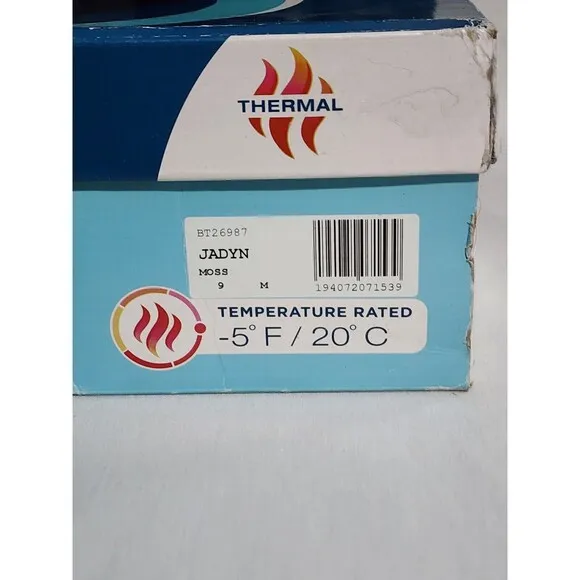 THERMAL
BT26987
JADYN
MOSS
9 M
194072071539
TEMPERATURE RATED
-5° F / 20° C